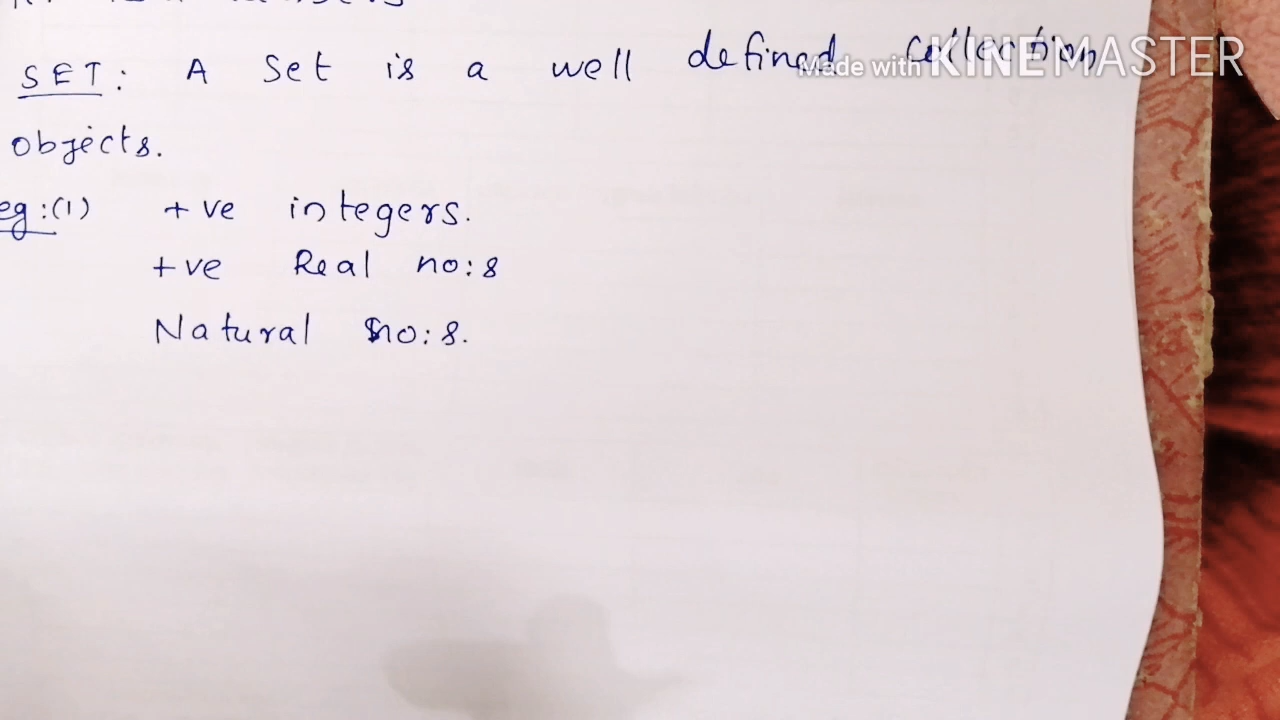 SET: A Set is a well defined collection
Made with KINEMASTER
objects.
eg:(1) +ve integers.
+ve Real no:s
Natural no:s.